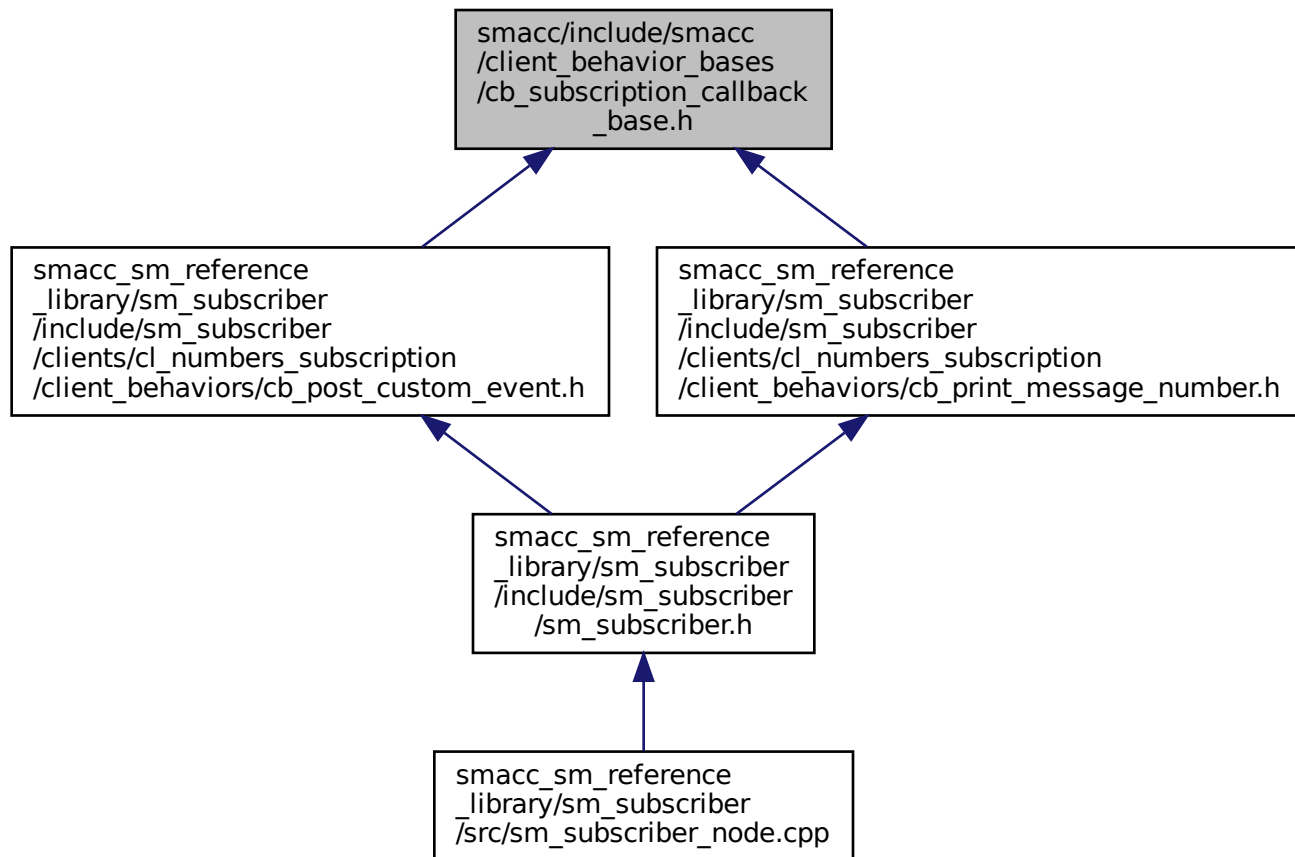 smacc/include/smacc
/client_behavior_bases
/cb_subscription_callback
_base.h
smacc_sm_reference
_library/sm_subscriber
/include/sm_subscriber
/clients/cl_numbers_subscription
/client_behaviors/cb_post_custom_event.h
smacc_sm_reference
_library/sm_subscriber
/include/sm_subscriber
/clients/cl_numbers_subscription
/client_behaviors/cb_print_message_number.h
smacc_sm_reference
_library/sm_subscriber
/include/sm_subscriber
/sm_subscriber.h
smacc_sm_reference
_library/sm_subscriber
/src/sm_subscriber_node.cpp